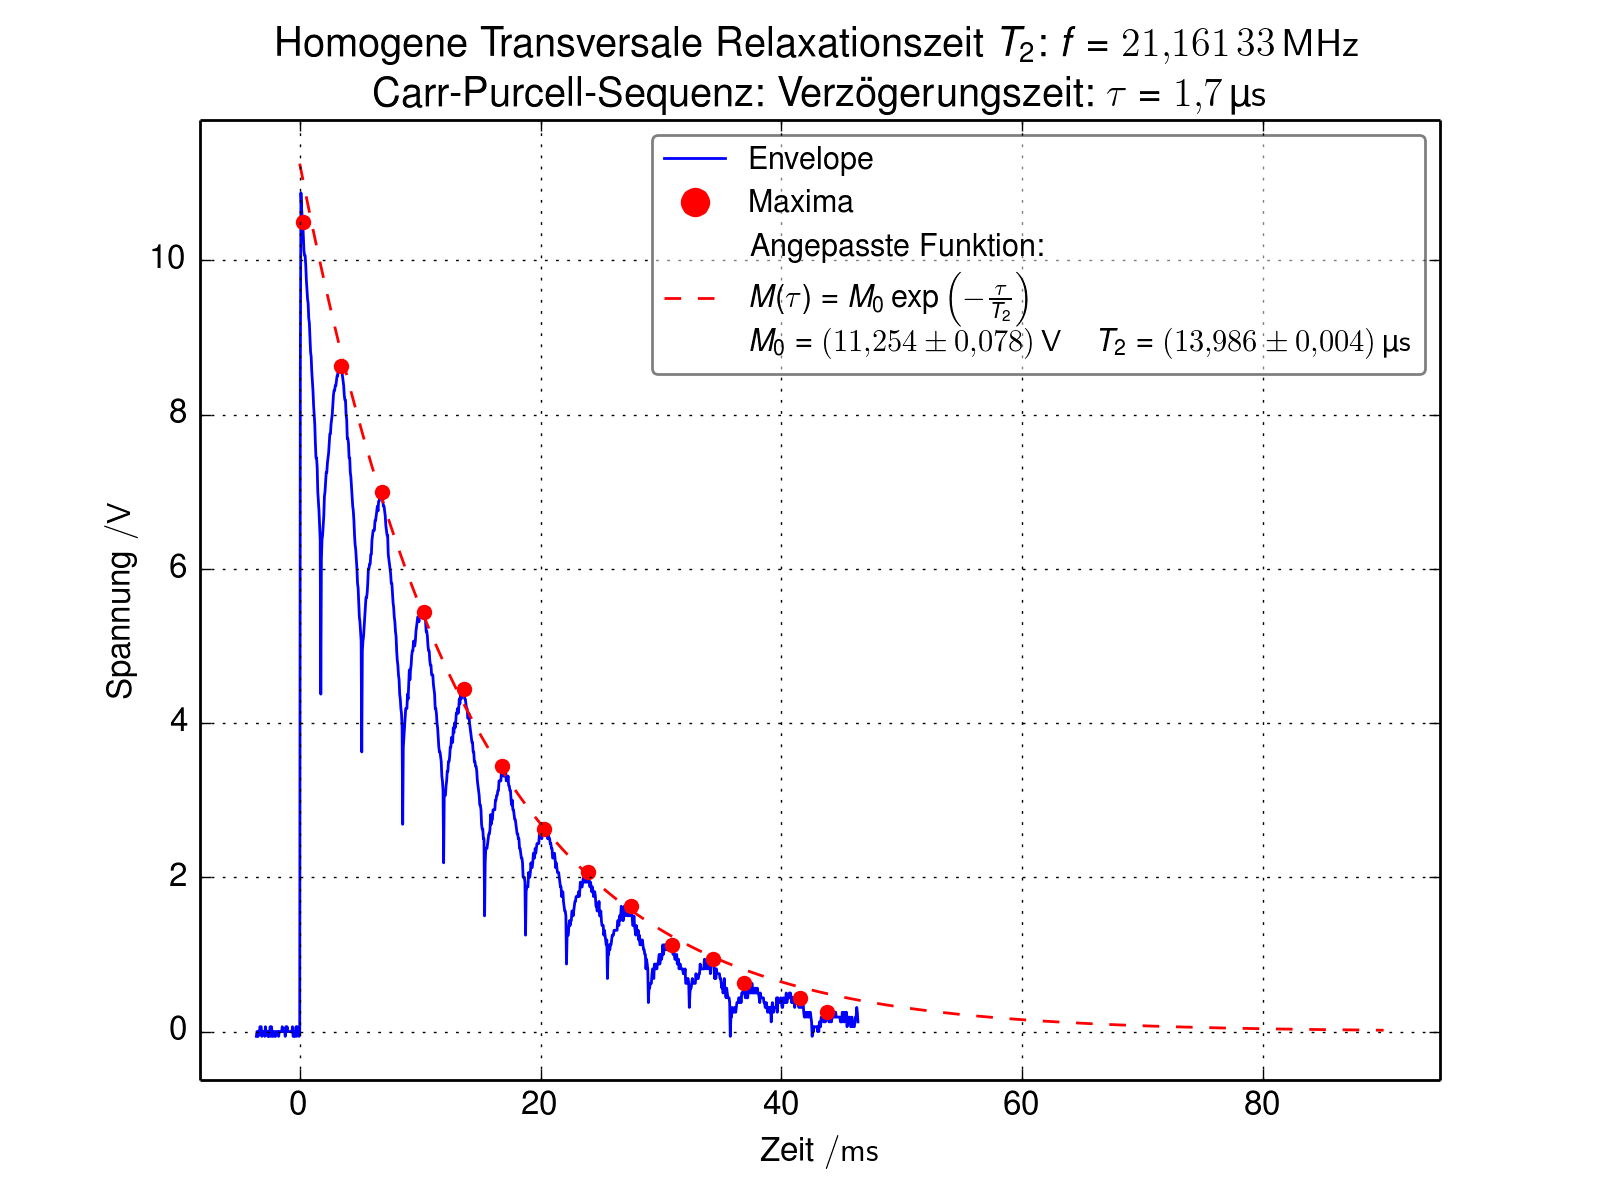 Homogene Transversale Relaxationszeit T₂: f = 21,161 33 MHz
Carr-Purcell-Sequenz: Verzögerungszeit: τ = 1,7 µs
Envelope
Maxima
Angepasste Funktion:
M(τ) = M₀ exp(−τ/T₂)
M₀ = (11,254 ± 0,078) V T₂ = (13,986 ± 0,004) µs
Spannung /V
10
8
6
4
2
0
0 20 40 60 80
Zeit /ms